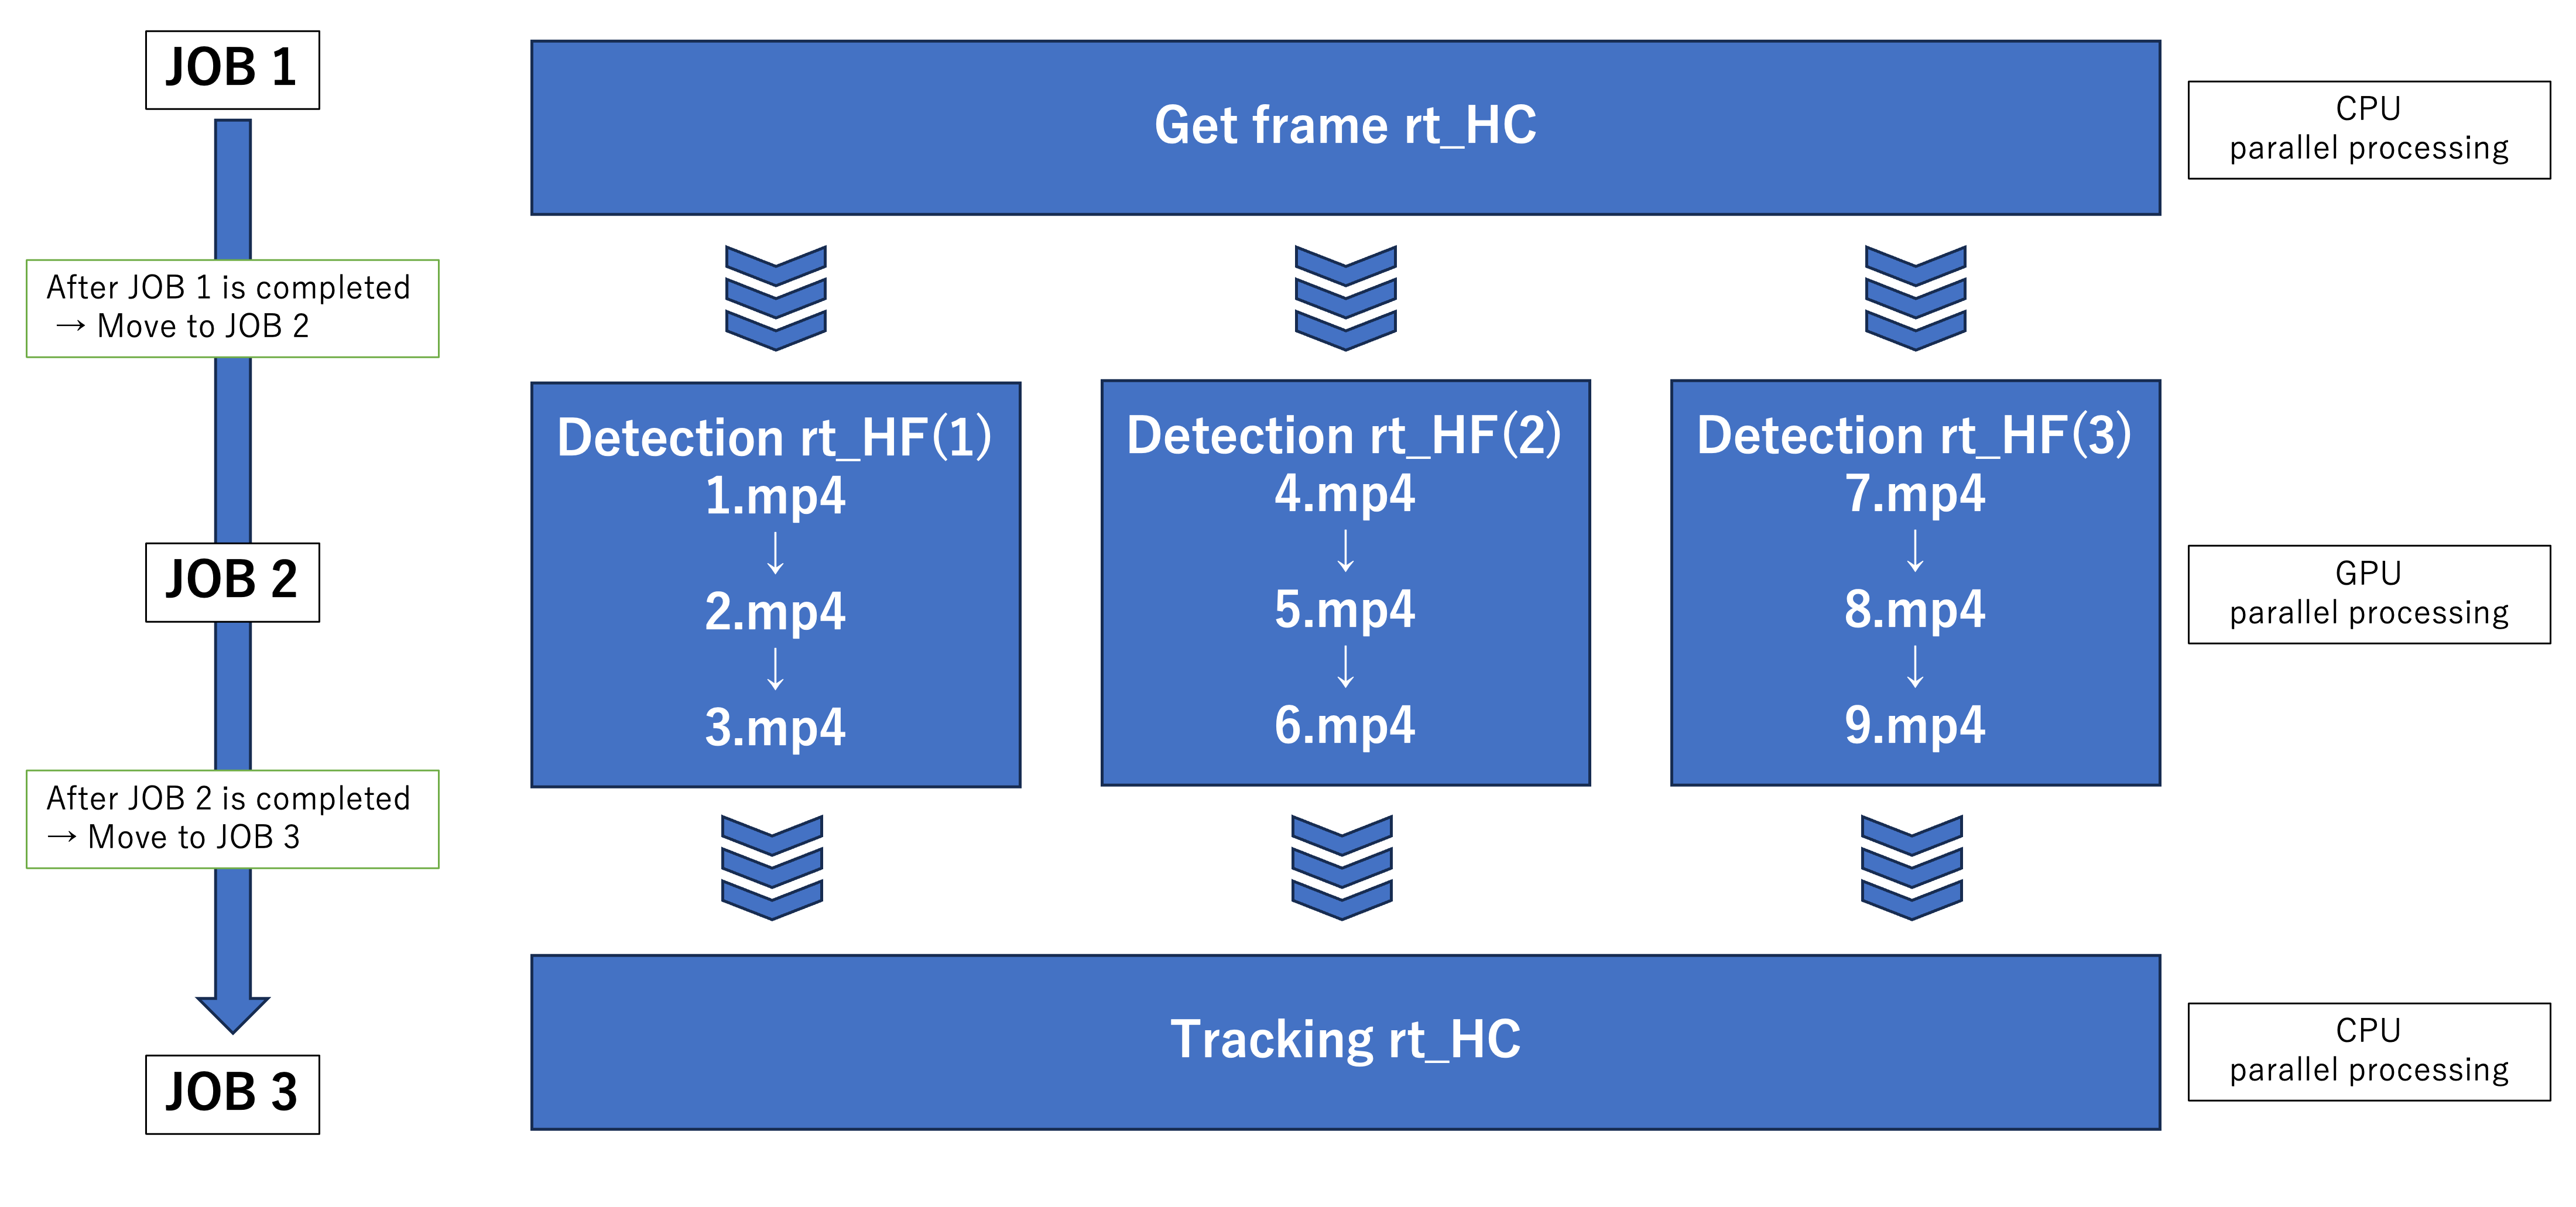 JOB 1
Get frame rt_HC
CPU
parallel processing
After JOB 1 is completed
→ Move to JOB 2
JOB 2
Detection rt_HF(1)
1.mp4
↓
2.mp4
↓
3.mp4
Detection rt_HF(2)
4.mp4
↓
5.mp4
↓
6.mp4
Detection rt_HF(3)
7.mp4
↓
8.mp4
↓
9.mp4
GPU
parallel processing
After JOB 2 is completed
→ Move to JOB 3
JOB 3
Tracking rt_HC
CPU
parallel processing